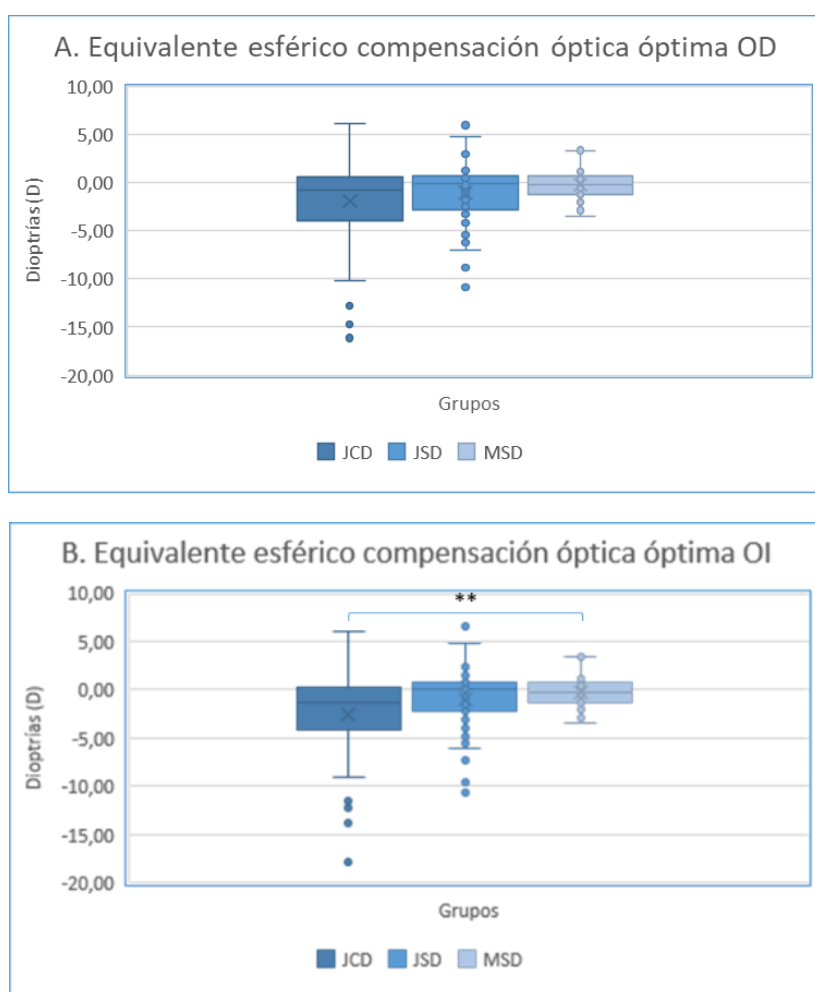 A. Equivalente esférico compensación óptica óptima OD
10,00
5,00
0,00
-5,00
-10,00
-15,00
-20,00
Dioptrías (D)
Grupos
JCD JSD MSD
B. Equivalente esférico compensación óptica óptima OI
**
10,00
5,00
0,00
-5,00
-10,00
-15,00
-20,00
Dioptrías (D)
Grupos
JCD JSD MSD